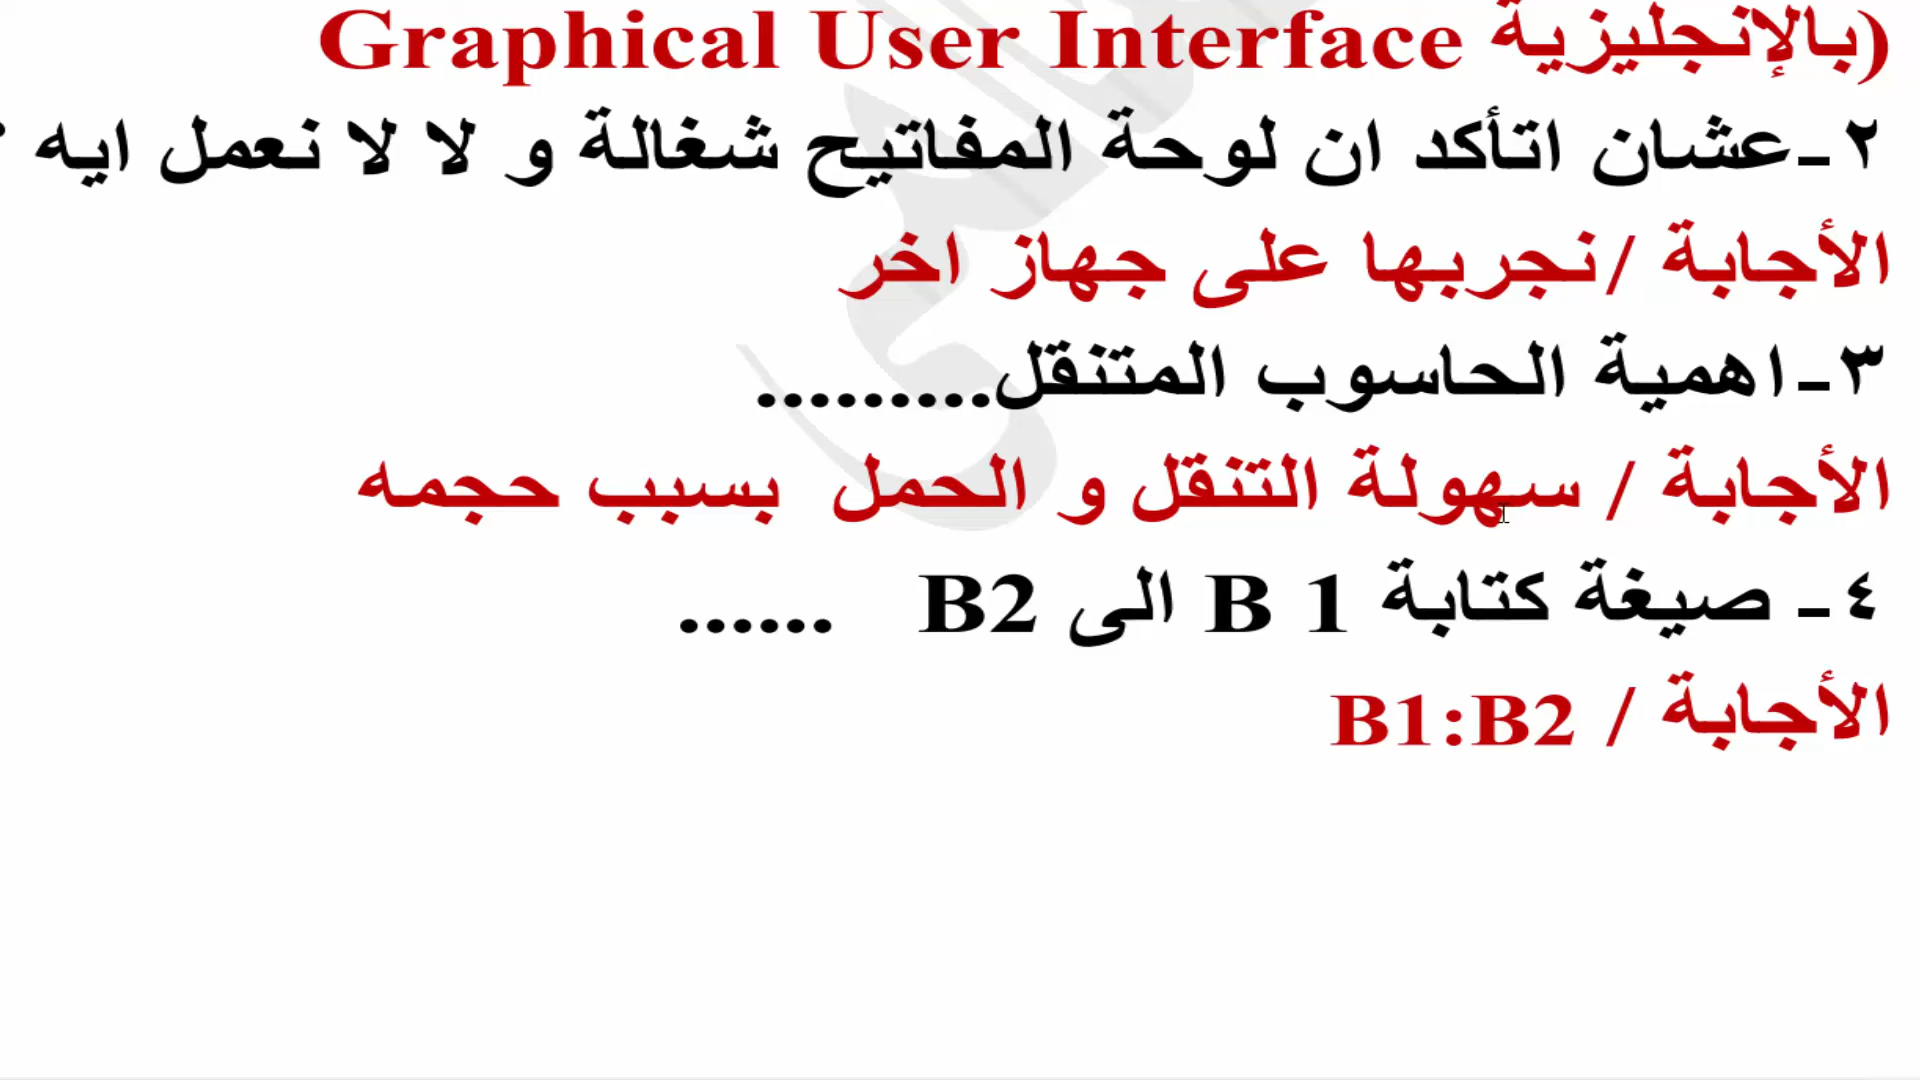 (بالإنجليزية Graphical User Interface
٢-عشان اتأكد ان لوحة المفاتيح شغالة و لا لا نعمل ايه
الأجابة /نجربها على جهاز اخر
٣-اهمية الحاسوب المتنقل.........
الأجابة / سهولة التنقل و الحمل بسبب حجمه
٤- صيغة كتابة B 1 الى B2 ......
الأجابة / B1:B2